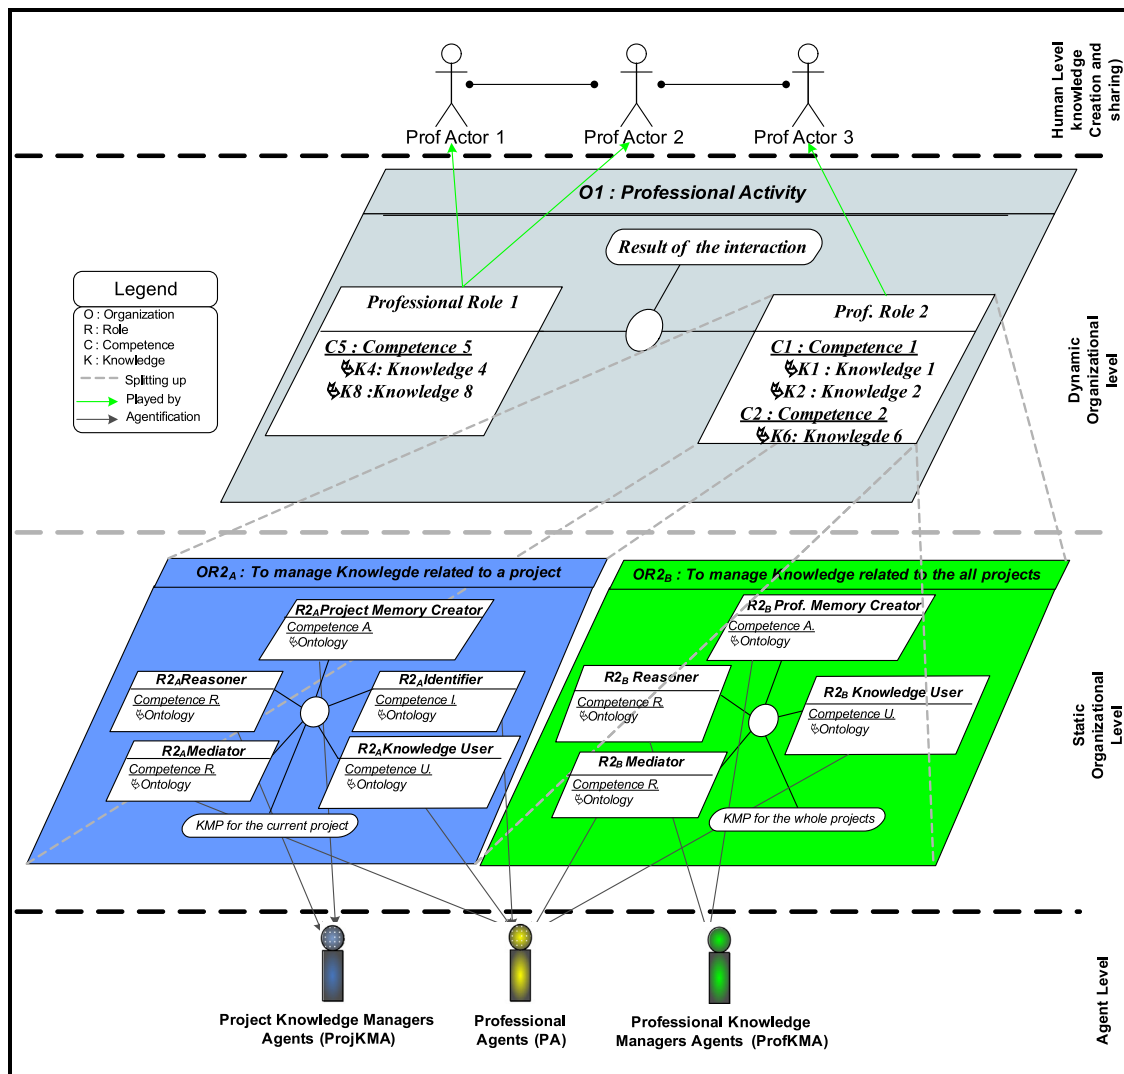 Prof Actor 1
Prof Actor 2
Prof Actor 3
Human Level
knowledge
Creation and
sharing)
O1 : Professional Activity
Result of the interaction
Professional Role 1
C5 : Competence 5
K4: Knowledge 4
K8 :Knowledge 8
Prof. Role 2
C1 : Competence 1
K1 : Knowledge 1
K2 : Knowledge 2
C2 : Competence 2
K6: Knowlegde 6
Dynamic
Organizational
level
Legend
O : Organization
R : Role
C : Competence
K : Knowledge
Splitting up
Played by
Agentification
OR2A : To manage Knowlegde related to a project
R2AProject Memory Creator
Competence A.
Ontology
R2AReasoner
Competence R.
Ontology
R2AIdentifier
Competence I.
Ontology
R2AMediator
Competence R.
Ontology
R2AKnowledge User
Competence U.
Ontology
KMP for the current project
OR2B : To manage Knowledge related to the all projects
R2B Prof. Memory Creator
Competence A.
Ontology
R2B Reasoner
Competence R.
Ontology
R2B Knowledge User
Competence U.
Ontology
R2B Mediator
Competence R.
Ontology
KMP for the whole projects
Static
Organizational
Level
Project Knowledge Managers
Agents (ProjKMA)
Professional
Agents (PA)
Professional Knowledge
Managers Agents (ProfKMA)
Agent Level